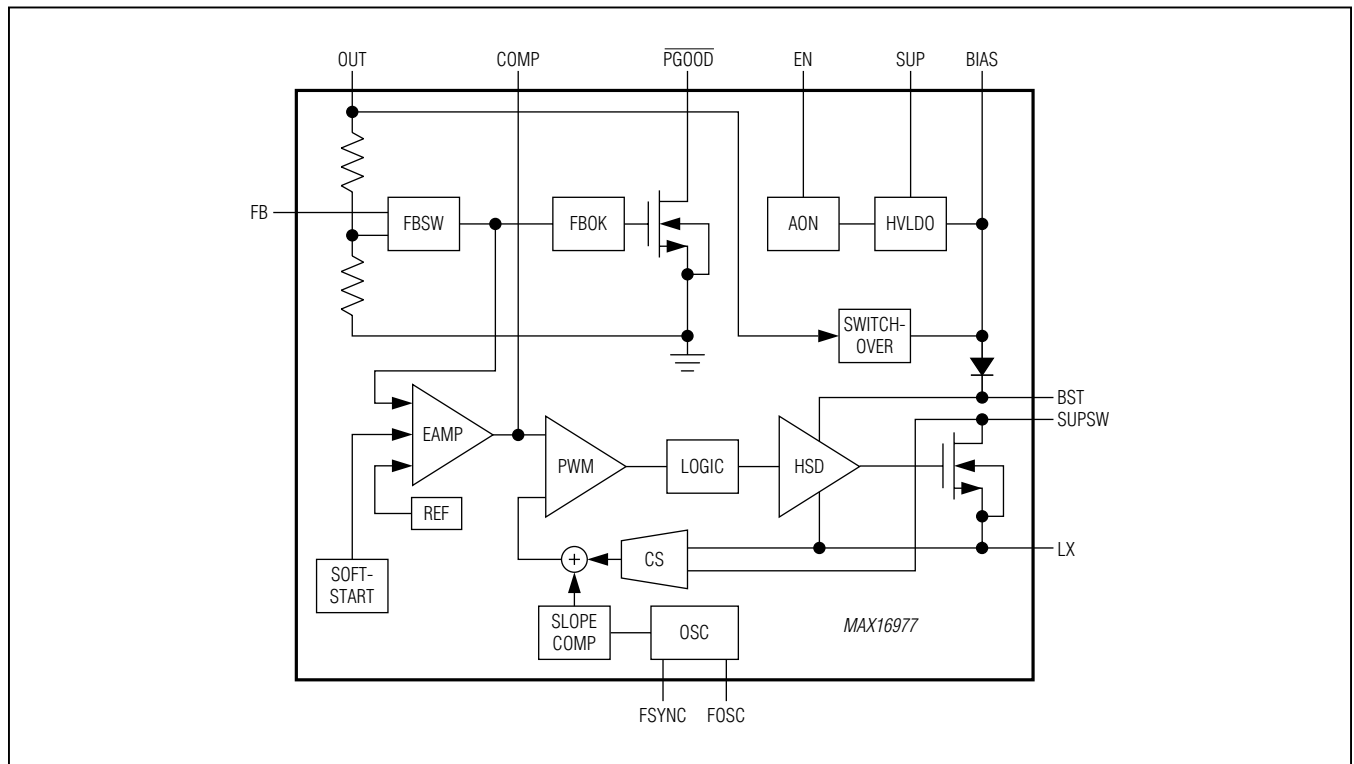 OUT
COMP
PGOOD
EN
SUP
BIAS
FB
FBSW
FBOK
AON
HVLDO
SWITCH-
OVER
BST
SUPSW
EAMP
PWM
LOGIC
HSD
REF
CS
LX
+
SOFT-
START
SLOPE
COMP
OSC
MAX16977
FSYNC
FOSC